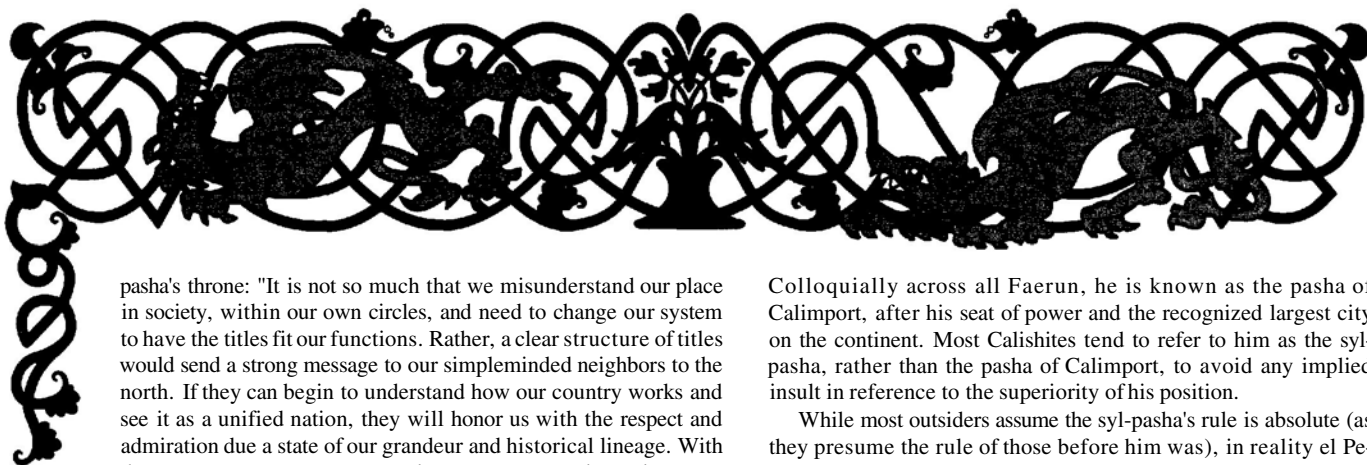 pasha's throne: "It is not so much that we misunderstand our place
in society, within our own circles, and need to change our system
to have the titles fit our functions. Rather, a clear structure of titles
would send a strong message to our simpleminded neighbors to the
north. If they can begin to understand how our country works and
see it as a unified nation, they will honor us with the respect and
admiration due a state of our grandeur and historical lineage. With
Colloquially across all Faerun, he is known as the pasha of
Calimport, after his seat of power and the recognized largest city
on the continent. Most Calishites tend to refer to him as the syl-
pasha, rather than the pasha of Calimport, to avoid any implied
insult in reference to the superiority of his position.
While most outsiders assume the syl-pasha's rule is absolute (as
they presume the rule of those before him was), in reality el Pe-